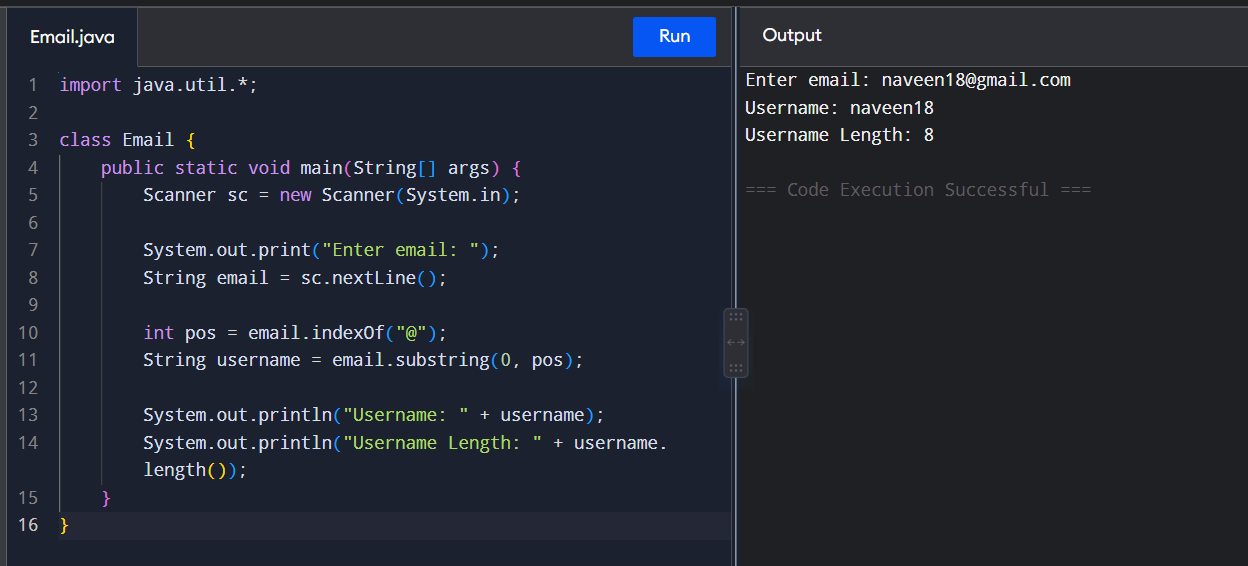 Email.java
Run
1 import java.util.*;
2
3 class Email {
4     public static void main(String[] args) {
5         Scanner sc = new Scanner(System.in);
6
7         System.out.print("Enter email: ");
8         String email = sc.nextLine();
9
10         int pos = email.indexOf("@");
11         String username = email.substring(0, pos);
12
13         System.out.println("Username: " + username);
14         System.out.println("Username Length: " + username.
length());
15     }
16 }
Output
Enter email: naveen18@gmail.com
Username: naveen18
Username Length: 8
=== Code Execution Successful ===